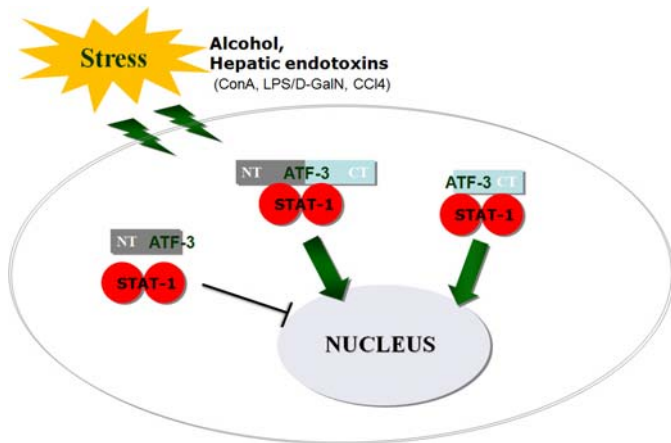 Stress
Alcohol,
Hepatic endotoxins
(ConA, LPS/D-GalN, CCl4)
NT ATF-3 CT
STAT-1
ATF-3 CT
STAT-1
NT ATF-3
STAT-1
NUCLEUS